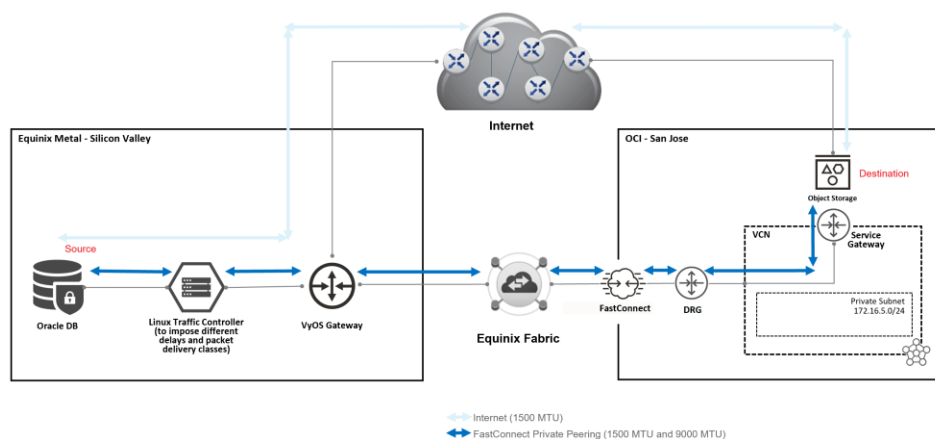 Internet
Equinix Metal - Silicon Valley
OCI - San Jose
Destination
Object Storage
Source
VCN
Service
Gateway
Oracle DB
Linux Traffic Controller
(to impose different
delays and packet
delivery classes)
VyOS Gateway
Equinix Fabric
FastConnect
DRG
Private Subnet
172.16.5.0/24
Internet (1500 MTU)
FastConnect Private Peering (1500 MTU and 9000 MTU)